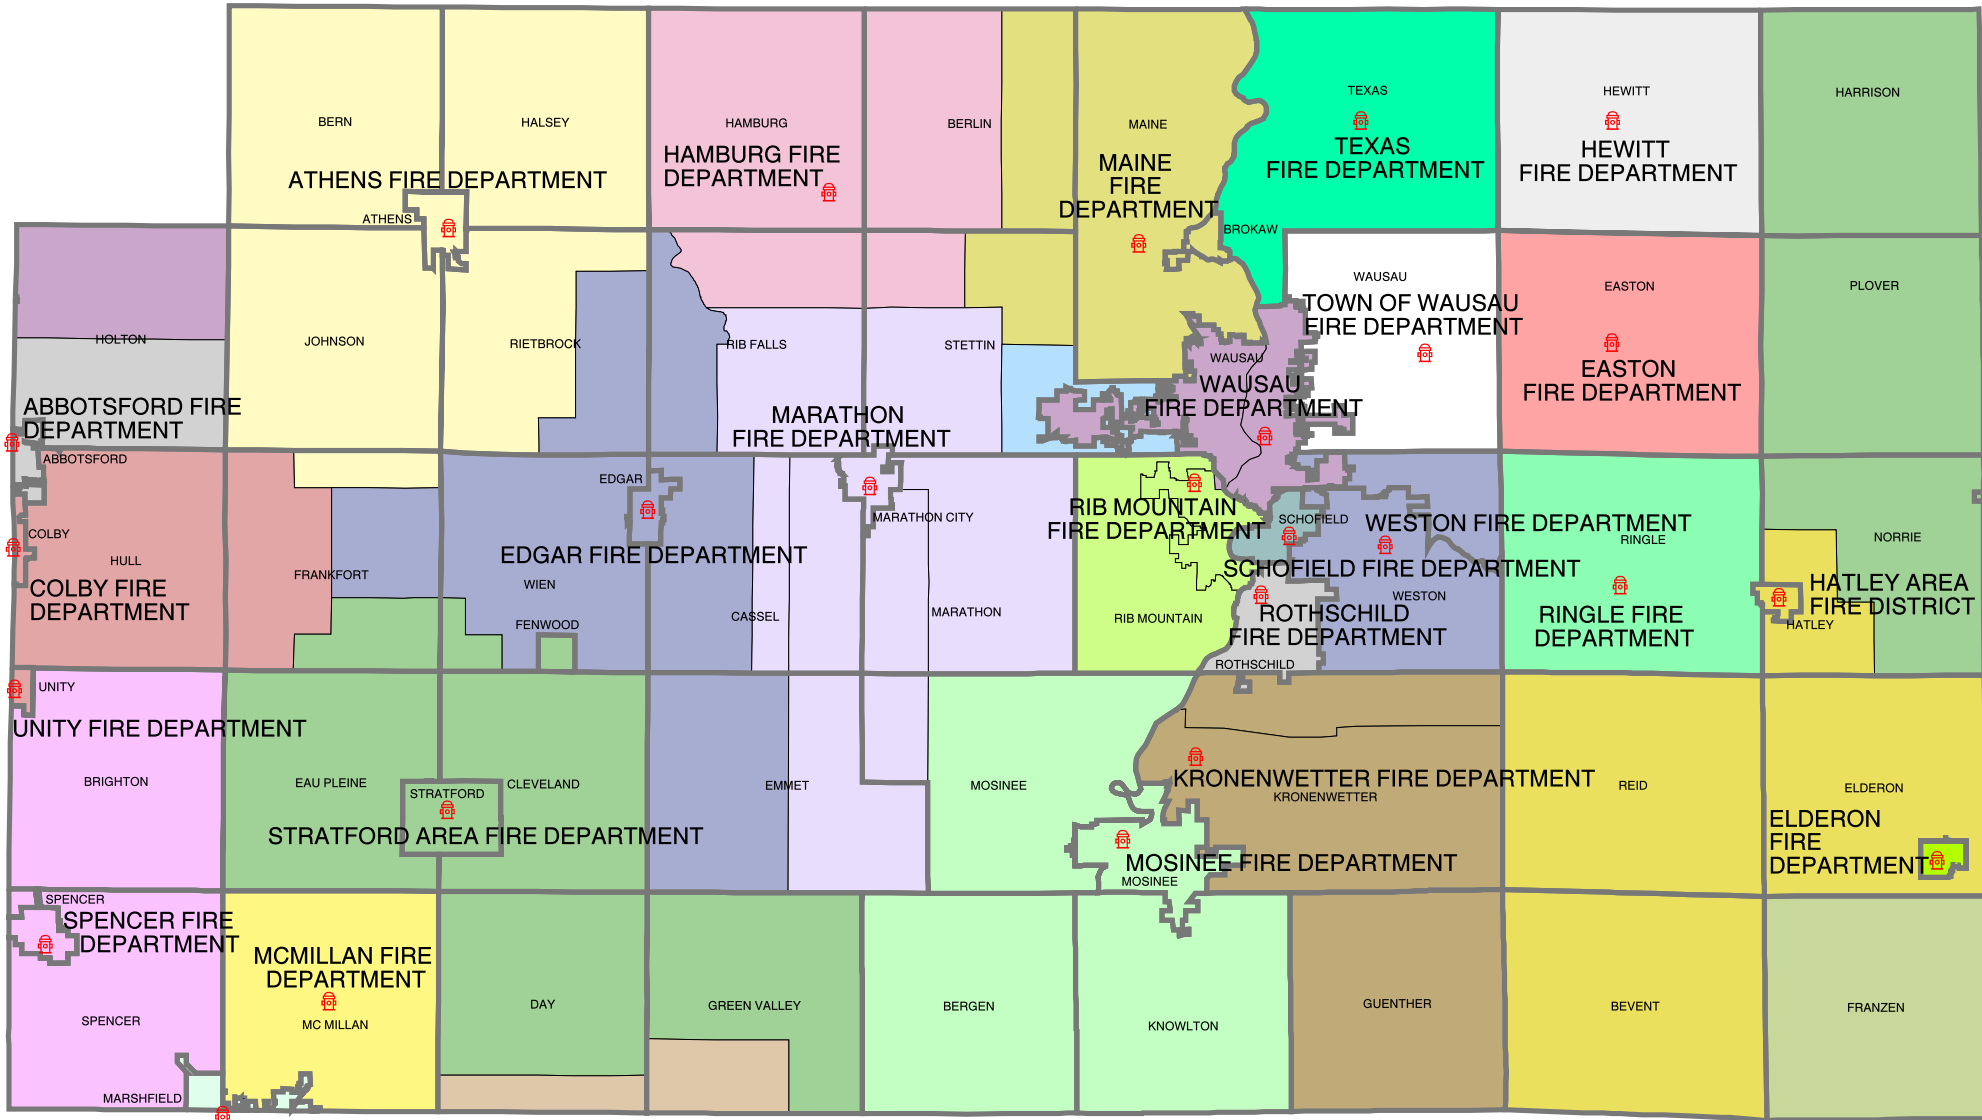 TEXAS
HEWITT
HARRISON
BERN
HALSEY
HAMBURG
BERLIN
MAINE
HAMBURG FIRE
DEPARTMENT
MAINE
FIRE
DEPARTMENT
TEXAS
FIRE DEPARTMENT
HEWITT
FIRE DEPARTMENT
ATHENS FIRE DEPARTMENT
ATHENS
BROKAW
WAUSAU
EASTON
PLOVER
TOWN OF WAUSAU
FIRE DEPARTMENT
HOLTON
JOHNSON
RIETBROCK
RIB FALLS
STETTIN
WAUSAU
EASTON
FIRE DEPARTMENT
WAUSAU
FIRE DEPARTMENT
ABBOTSFORD FIRE
DEPARTMENT
MARATHON
FIRE DEPARTMENT
ABBOTSFORD
EDGAR
MARATHON CITY
RIB MOUNTAIN
FIRE DEPARTMENT
SCHOFIELD
WESTON FIRE DEPARTMENT
RINGLE
NORRIE
COLBY
HULL
EDGAR FIRE DEPARTMENT
SCHOFIELD FIRE DEPARTMENT
COLBY FIRE
DEPARTMENT
FRANKFORT
WIEN
CASSEL
MARATHON
RIB MOUNTAIN
WESTON
ROTHSCHILD
FIRE DEPARTMENT
RINGLE FIRE
DEPARTMENT
HATLEY AREA
FIRE DISTRICT
HATLEY
FENWOOD
ROTHSCHILD
UNITY
UNITY FIRE DEPARTMENT
BRIGHTON
EAU PLEINE
CLEVELAND
STRATFORD
EMMET
MOSINEE
KRONENWETTER FIRE DEPARTMENT
KRONENWETTER
REID
ELDERON
STRATFORD AREA FIRE DEPARTMENT
ELDERON
FIRE
DEPARTMENT
MOSINEE FIRE DEPARTMENT
MOSINEE
SPENCER
SPENCER FIRE
DEPARTMENT
MCMILLAN FIRE
DEPARTMENT
DAY
GREEN VALLEY
BERGEN
KNOWLTON
GUENTHER
BEVENT
FRANZEN
SPENCER
MC MILLAN
MARSHFIELD